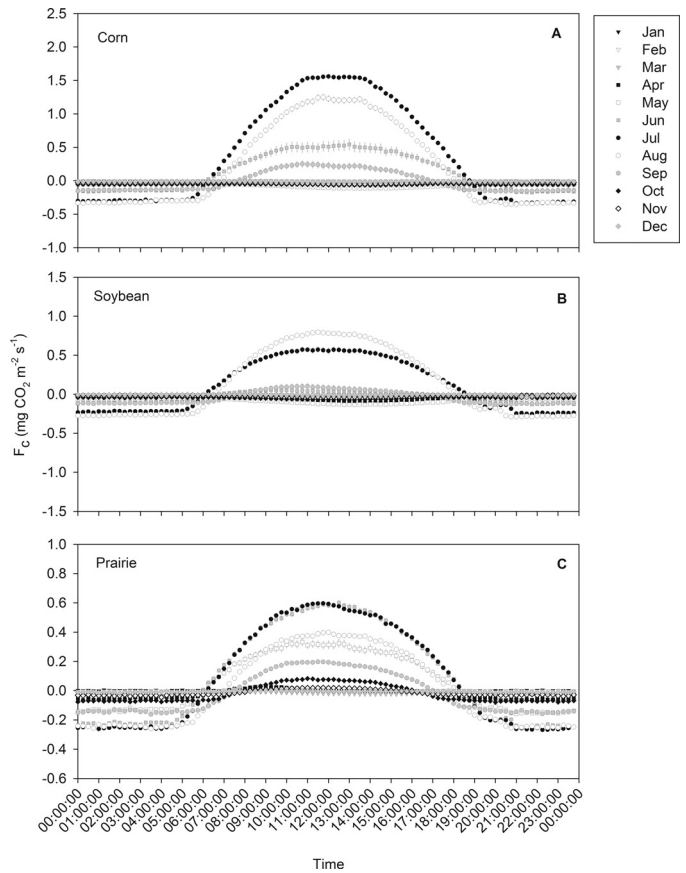 Corn
A
2.5
2.0
1.5
1.0
0.5
0.0
-0.5
-1.0
Jan
Feb
Mar
Apr
May
Jun
Jul
Aug
Sep
Oct
Nov
Dec
F_C (mg CO₂ m⁻² s⁻¹)
Soybean
B
1.5
1.0
0.5
0.0
-0.5
-1.0
-1.5
Prairie
C
1.0
0.8
0.6
0.4
0.2
0.0
-0.2
-0.4
-0.6
00:00:00
01:00:00
02:00:00
03:00:00
04:00:00
05:00:00
06:00:00
07:00:00
08:00:00
09:00:00
10:00:00
11:00:00
12:00:00
13:00:00
14:00:00
15:00:00
16:00:00
17:00:00
18:00:00
19:00:00
20:00:00
21:00:00
22:00:00
23:00:00
00:00:00
Time